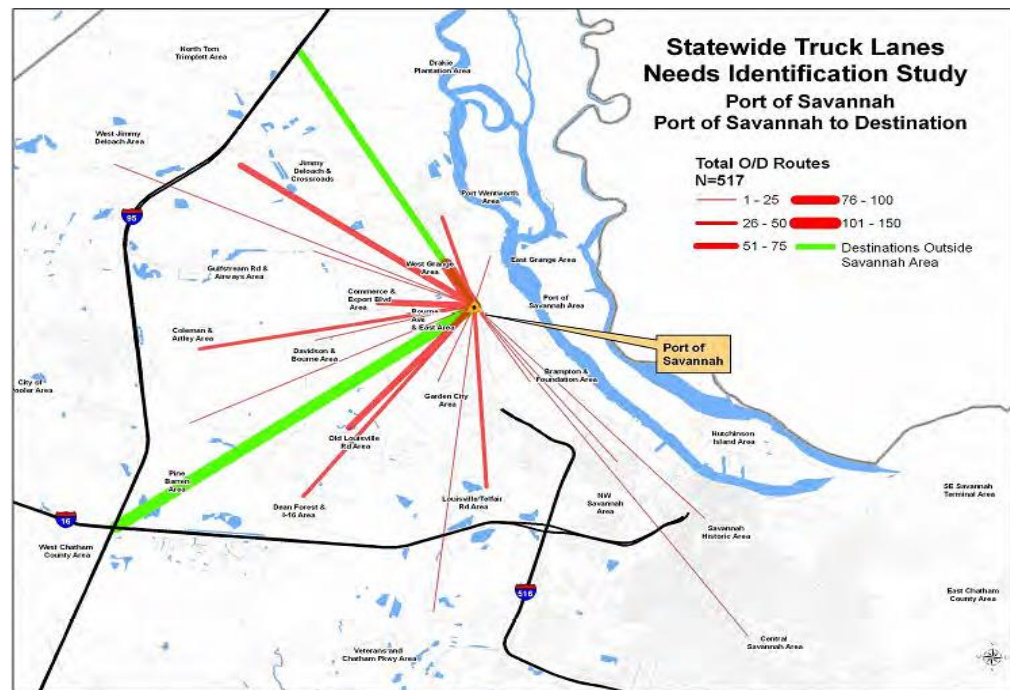 Statewide Truck Lanes
Needs Identification Study
Port of Savannah
Port of Savannah to Destination
Total O/D Routes
N=517
1 - 25
76 - 100
26 - 50
101 - 150
51 - 75
Destinations Outside
Savannah Area
North Tom
Tripplett Area
Drakie
Plantation Area
West Jimmy
Deloach Area
Jimmy
Deloach &
Crossroads
Port Wentworth
Area
95
West Grange
Area
East Grange Area
Gulfstream Rd &
Airways Area
Commerce &
Export Blvd
Area
Port of
Savannah Area
Bourne
Ave
& East Area
Coleman &
Artley Area
Davidson &
Bourne Area
Port of
Savannah
City of
Pooler Area
Brampton &
Foundation Area
Garden City
Area
Old Louisville
Rd Area
Hutchinson
Island Area
Pine
Barren
Area
Dean Forest &
I-16 Area
Louisville/Telfair
Rd Area
NW
Savannah
Area
SE Savannah
Terminal Area
16
West Chatham
County Area
Savannah
Historic Area
516
East Chatham
County Area
Central
Savannah Area
Veterans and
Chatham Pkwy Area